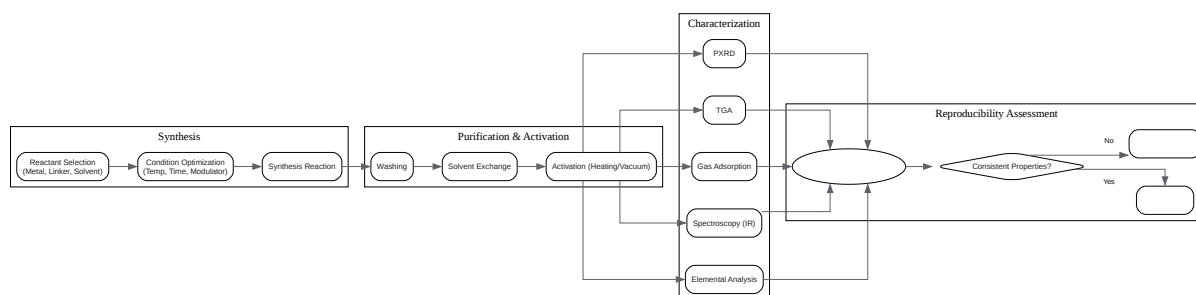 Characterization
PXRD
TGA
Reproducibility Assessment
Synthesis
Purification & Activation
No
Reactant Selection
(Metal, Linker, Solvent)
Condition Optimization
(Temp, Time, Modulator)
Synthesis Reaction
Washing
Solvent Exchange
Activation (Heating/Vacuum)
Gas Adsorption
Consistent Properties?
Yes
Spectroscopy (IR)
Elemental Analysis